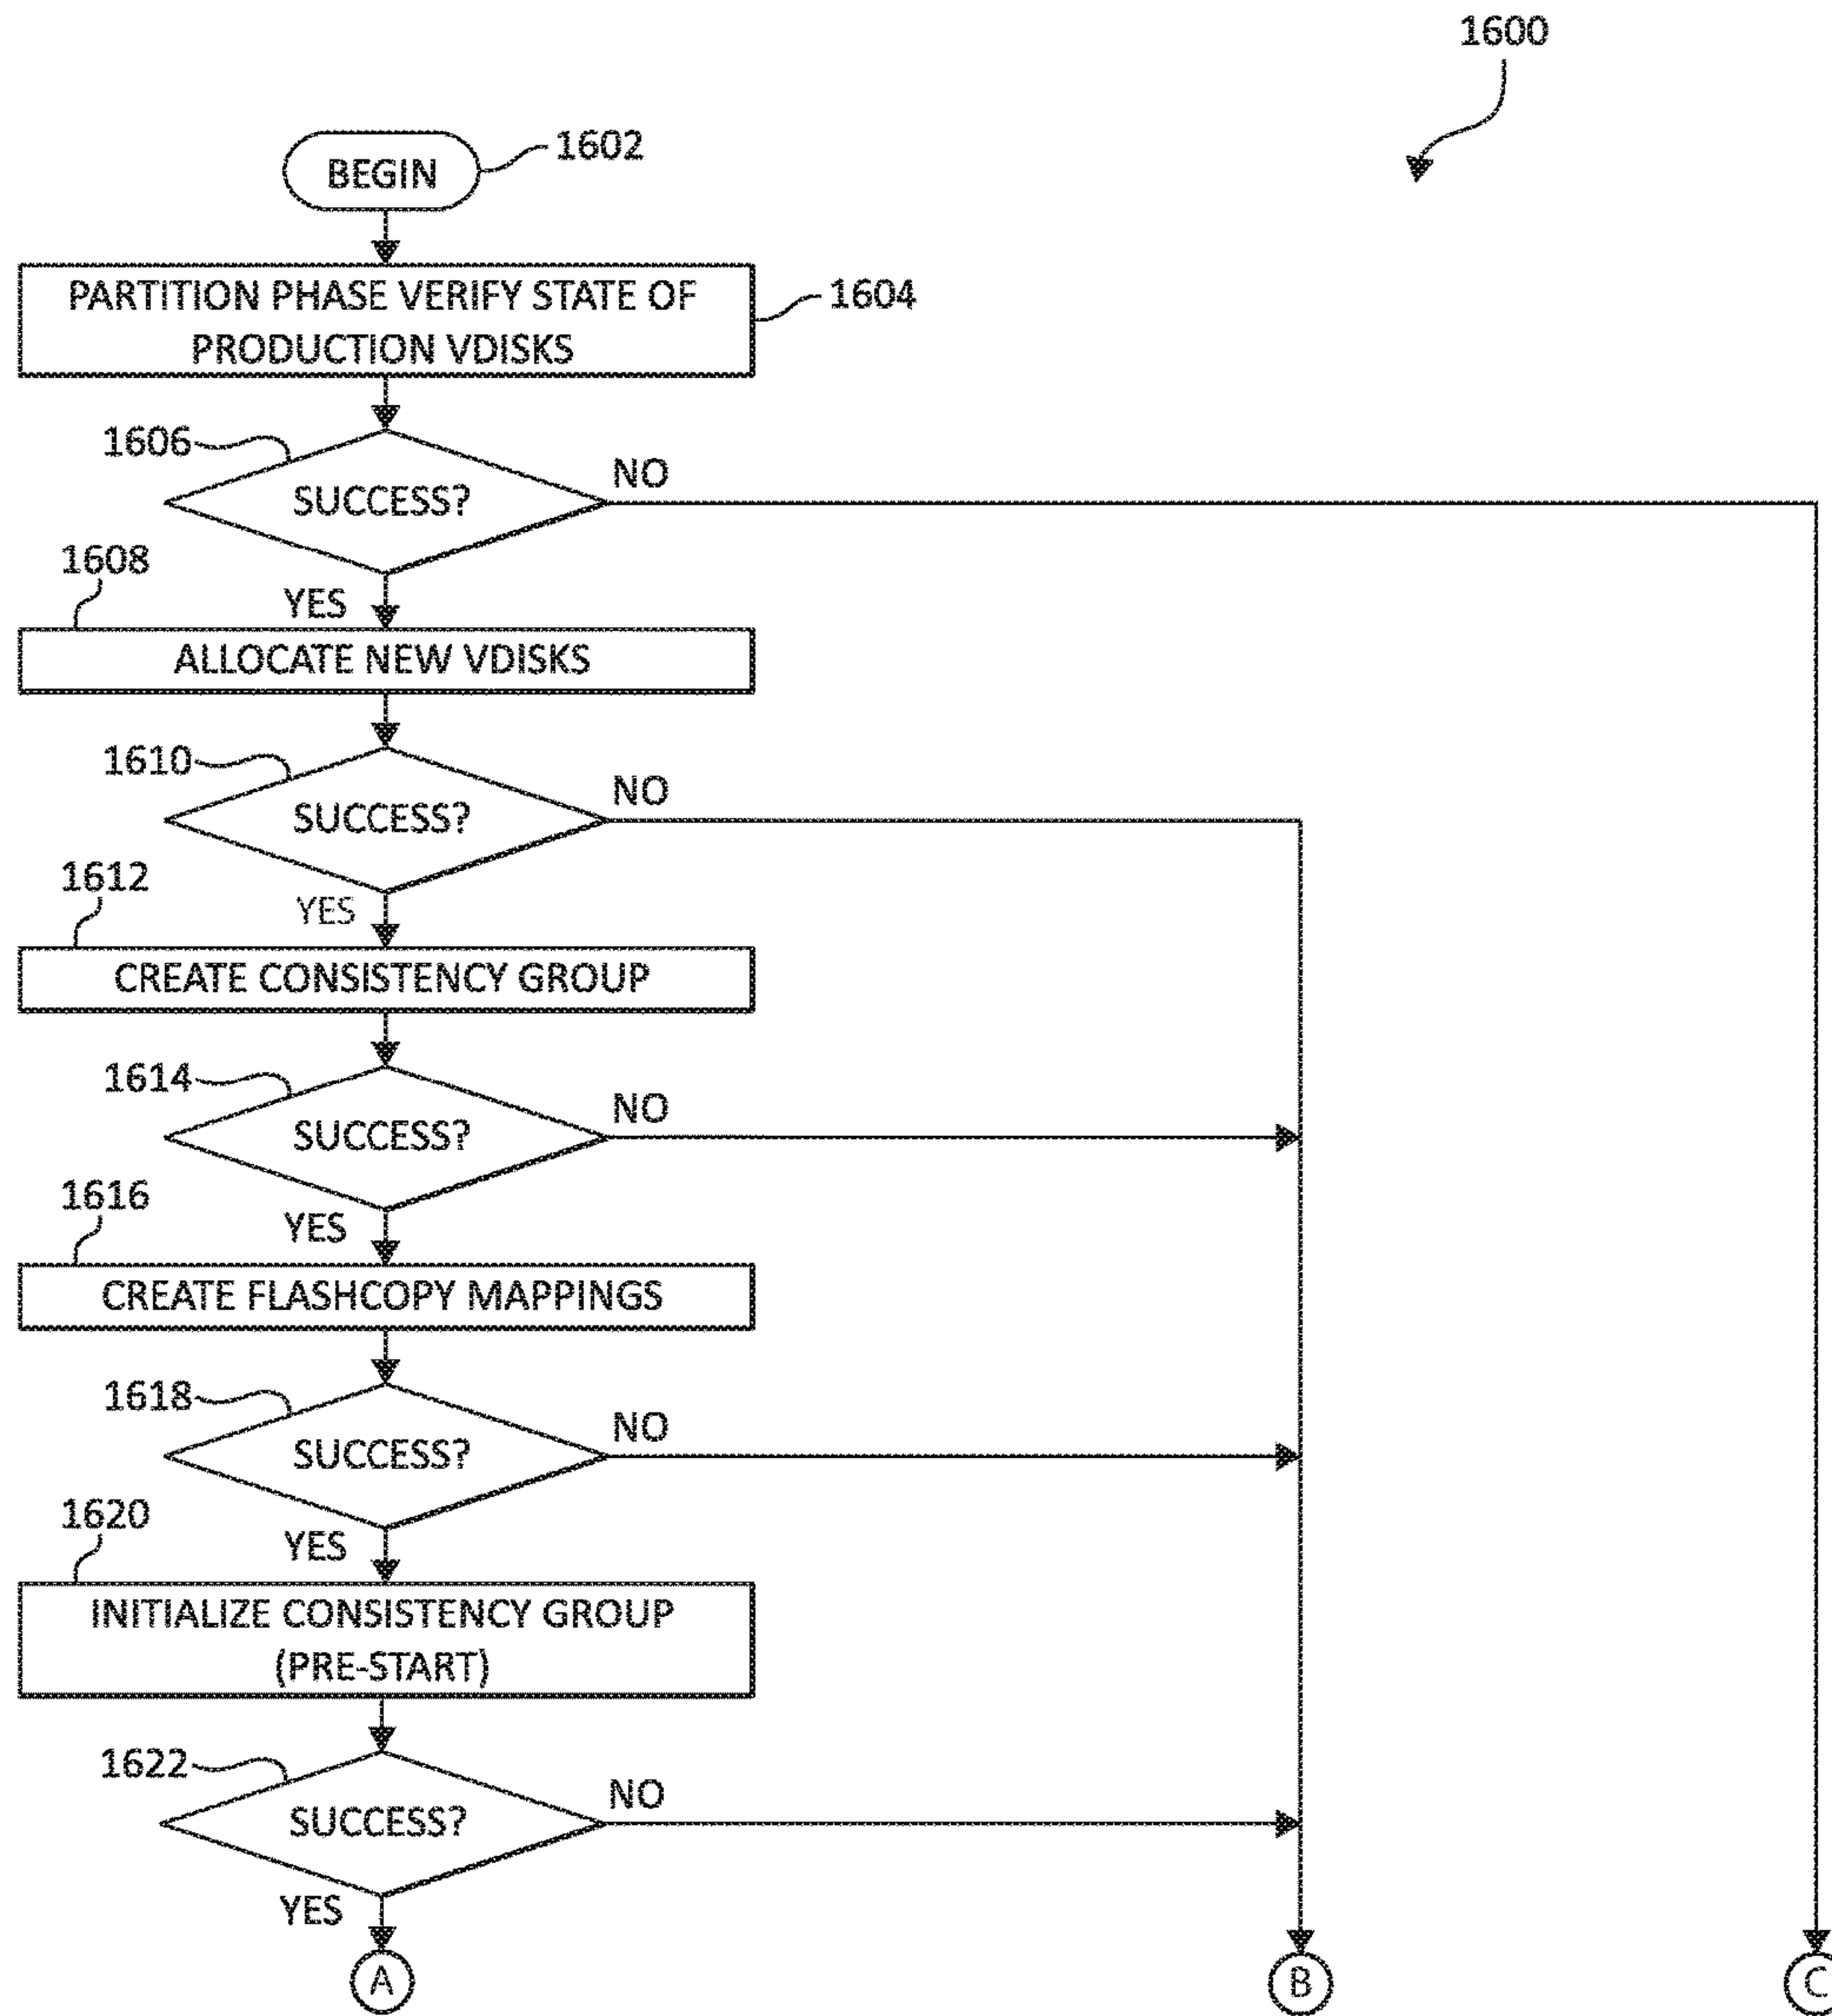 1600
BEGIN
1602
PARTITION PHASE VERIFY STATE OF
PRODUCTION VDISKS
1604
1606
SUCCESS?
NO
YES
1608
ALLOCATE NEW VDISKS
1610
SUCCESS?
NO
YES
1612
CREATE CONSISTENCY GROUP
1614
SUCCESS?
NO
YES
1616
CREATE FLASHCOPY MAPPINGS
1618
SUCCESS?
NO
YES
1620
INITIALIZE CONSISTENCY GROUP
(PRE-START)
1622
SUCCESS?
NO
YES
A
B
C